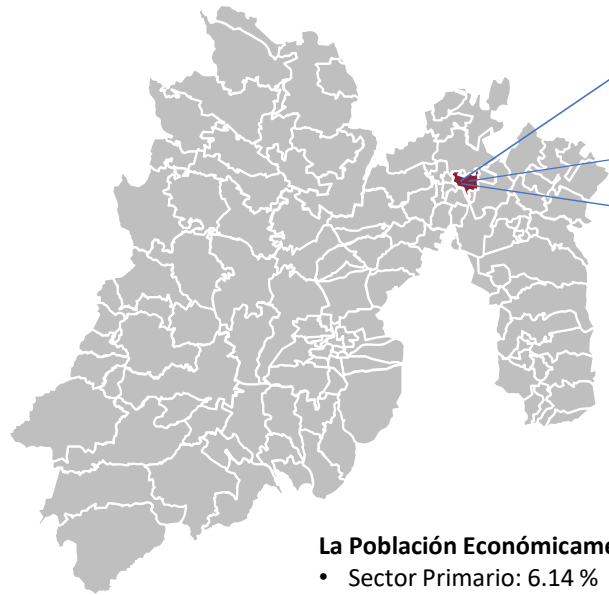 La Población Económicame
• Sector Primario: 6.14 %